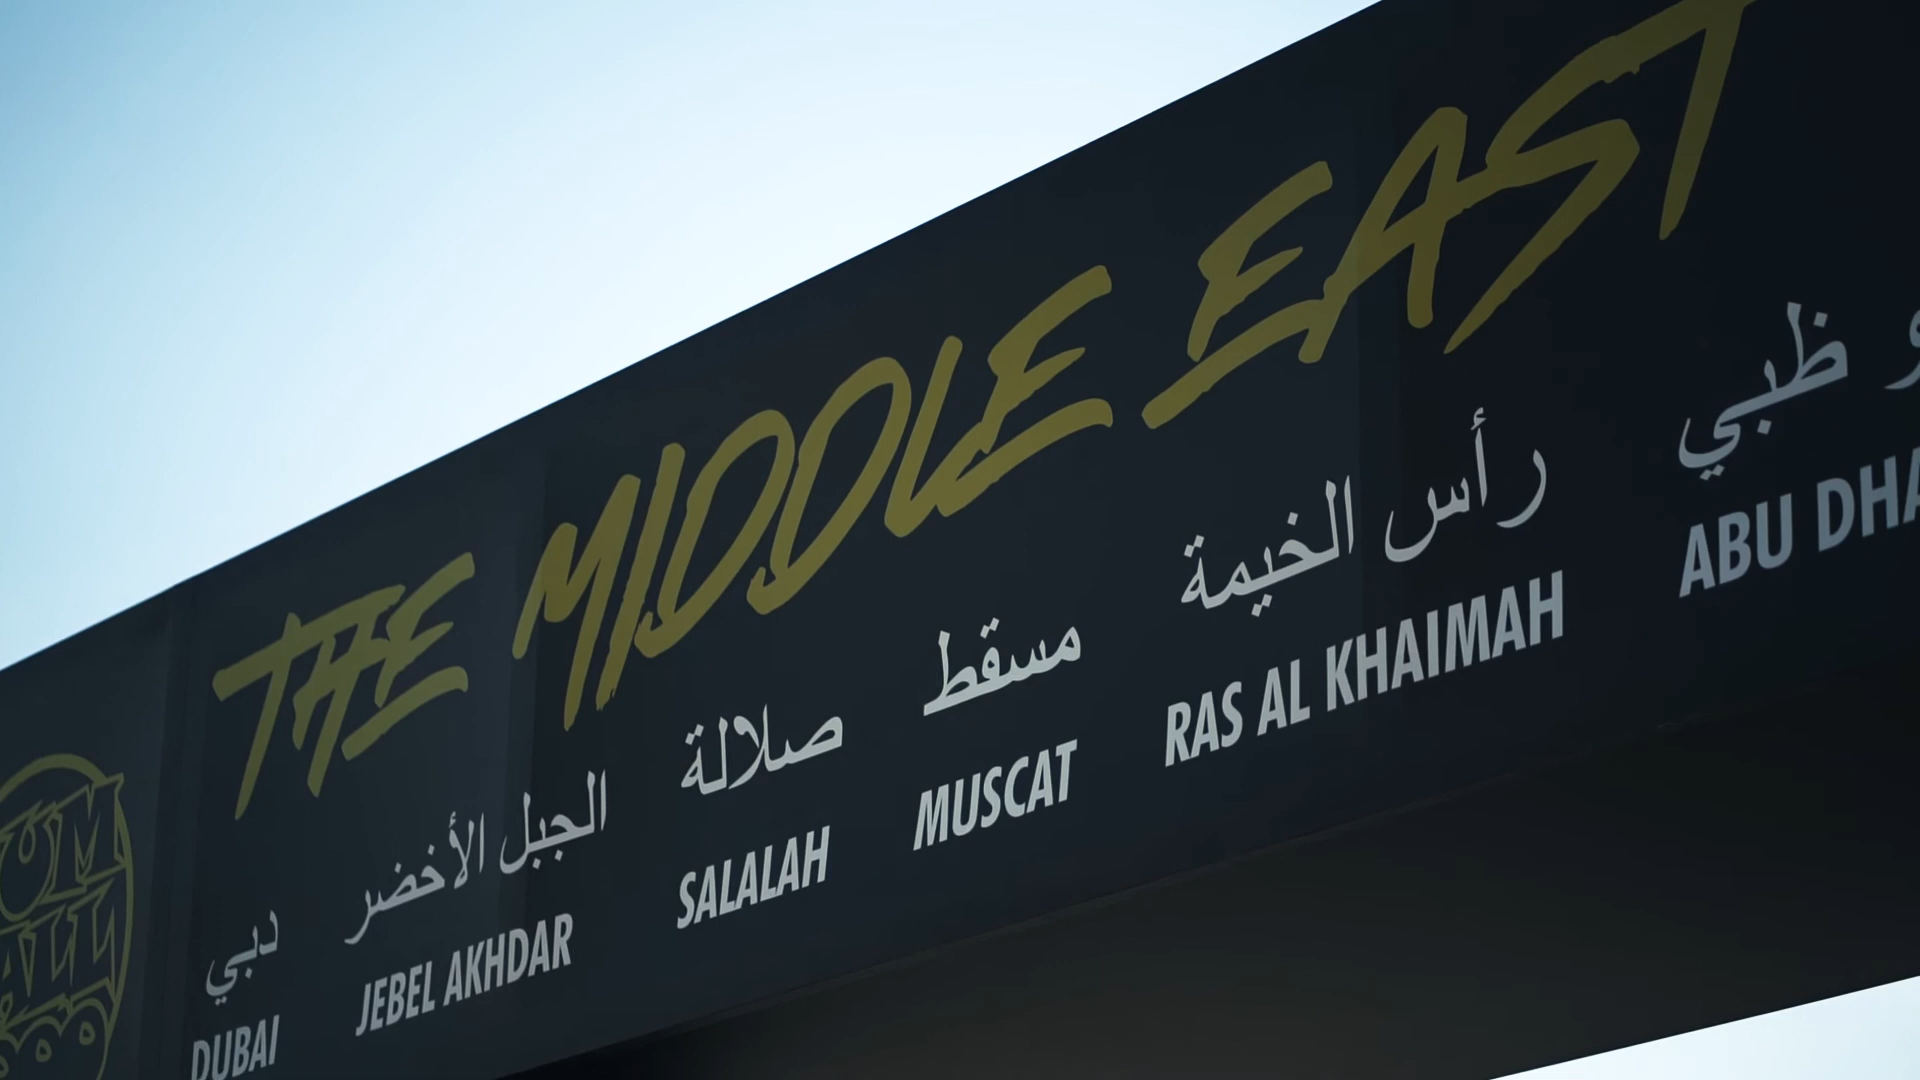 THE MIDDLE EAST
دبي
الجبل الأخضر
صلالة
مسقط
رأس الخيمة
ظبي
DUBAI
JEBEL AKHDAR
SALALAH
MUSCAT
RAS AL KHAIMAH
ABU